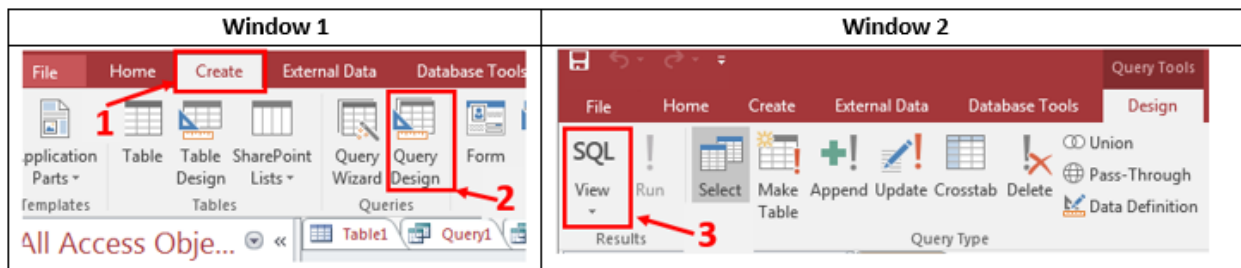 Window 1
File Home Create External Data Database Tools
1
pplication Parts
Table
Table Design
SharePoint Lists
Query Wizard
Query Design
Form
2
Templates
Tables
Queries
All Access Obje... «
Table1
Query1
Window 2
Query Tools
File Home Create External Data Database Tools Design
SQL
View
Run
Select
Make Table
Append
Update
Crosstab
Delete
Union
Pass-Through
Data Definition
3
Results
Query Type